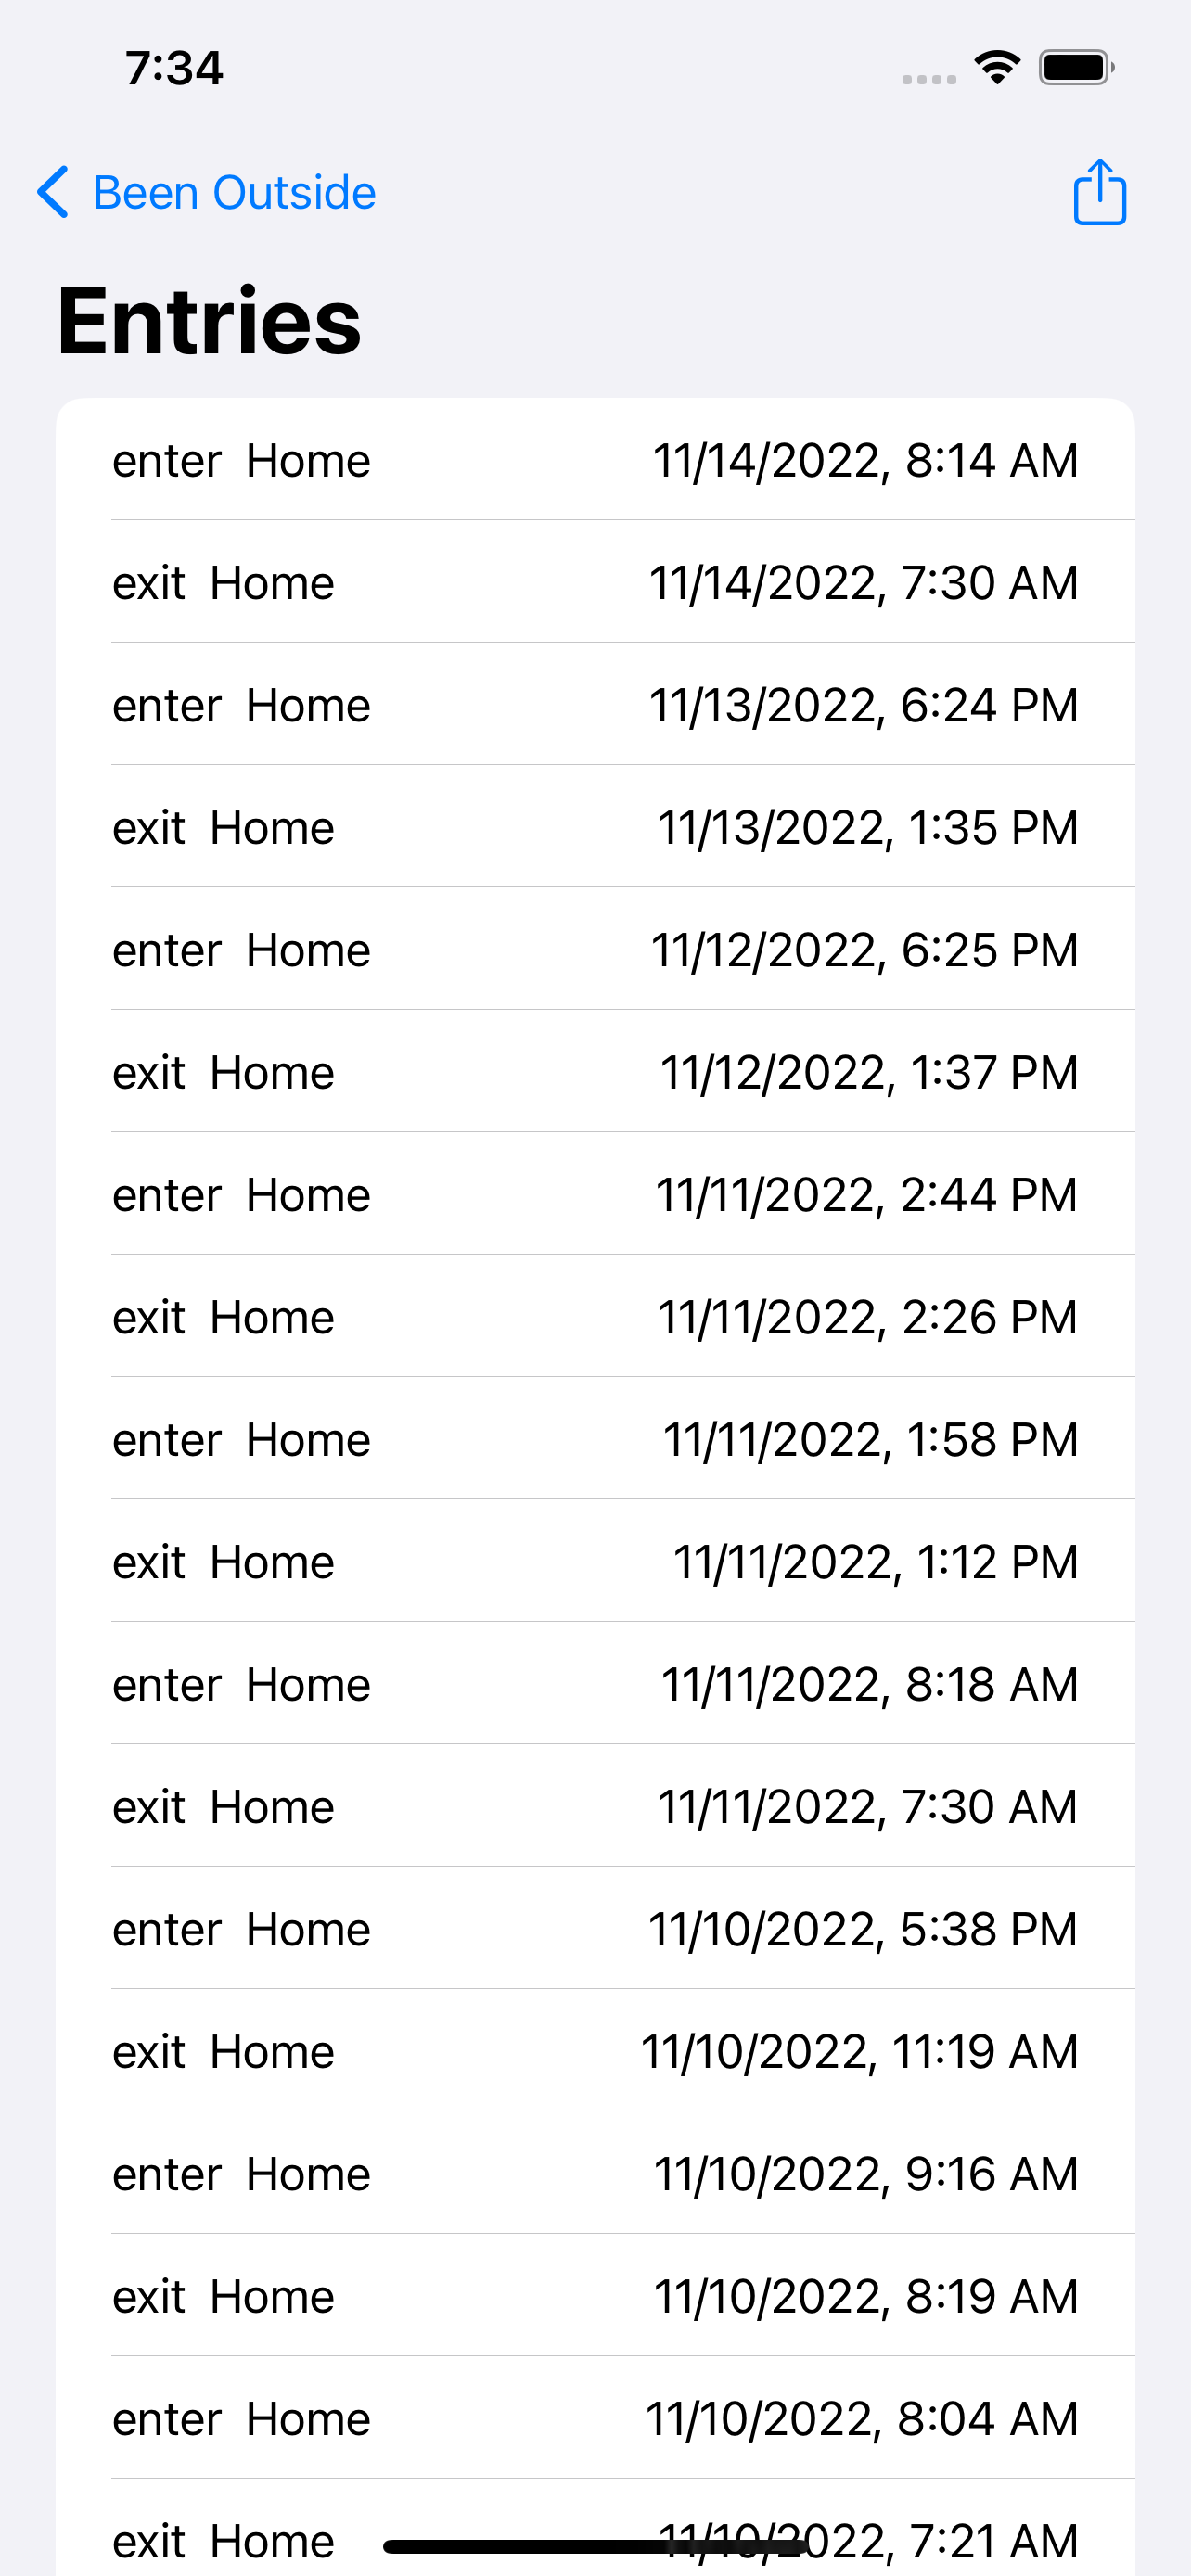 7:34
Been Outside
Entries
enter Home 11/14/2022, 8:14 AM
exit Home 11/14/2022, 7:30 AM
enter Home 11/13/2022, 6:24 PM
exit Home 11/13/2022, 1:35 PM
enter Home 11/12/2022, 6:25 PM
exit Home 11/12/2022, 1:37 PM
enter Home 11/11/2022, 2:44 PM
exit Home 11/11/2022, 2:26 PM
enter Home 11/11/2022, 1:58 PM
exit Home 11/11/2022, 1:12 PM
enter Home 11/11/2022, 8:18 AM
exit Home 11/11/2022, 7:30 AM
enter Home 11/10/2022, 5:38 PM
exit Home 11/10/2022, 11:19 AM
enter Home 11/10/2022, 9:16 AM
exit Home 11/10/2022, 8:19 AM
enter Home 11/10/2022, 8:04 AM
exit Home 11/10/2022, 7:21 AM